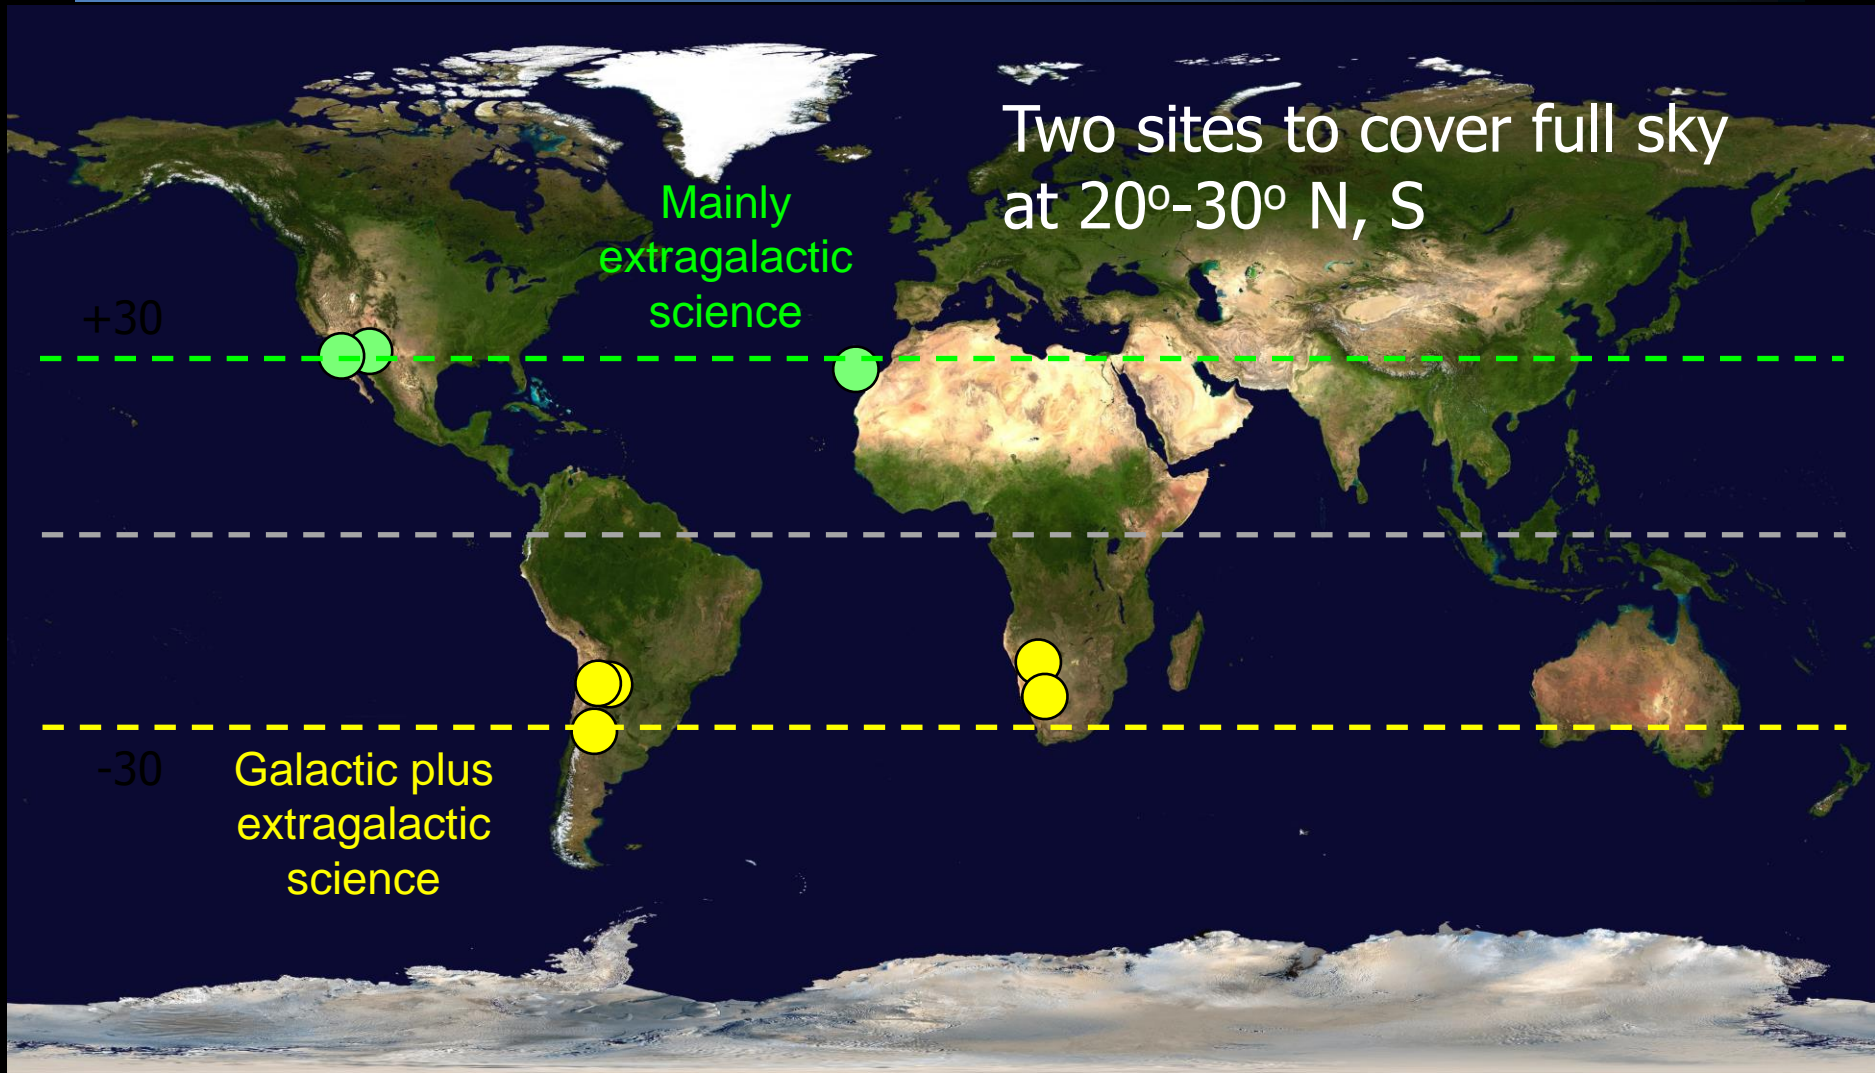 Two sites to cover full sky
at 20º-30º N, S
Mainly
extragalactic
science
+30
-30
Galactic plus
extragalactic
science